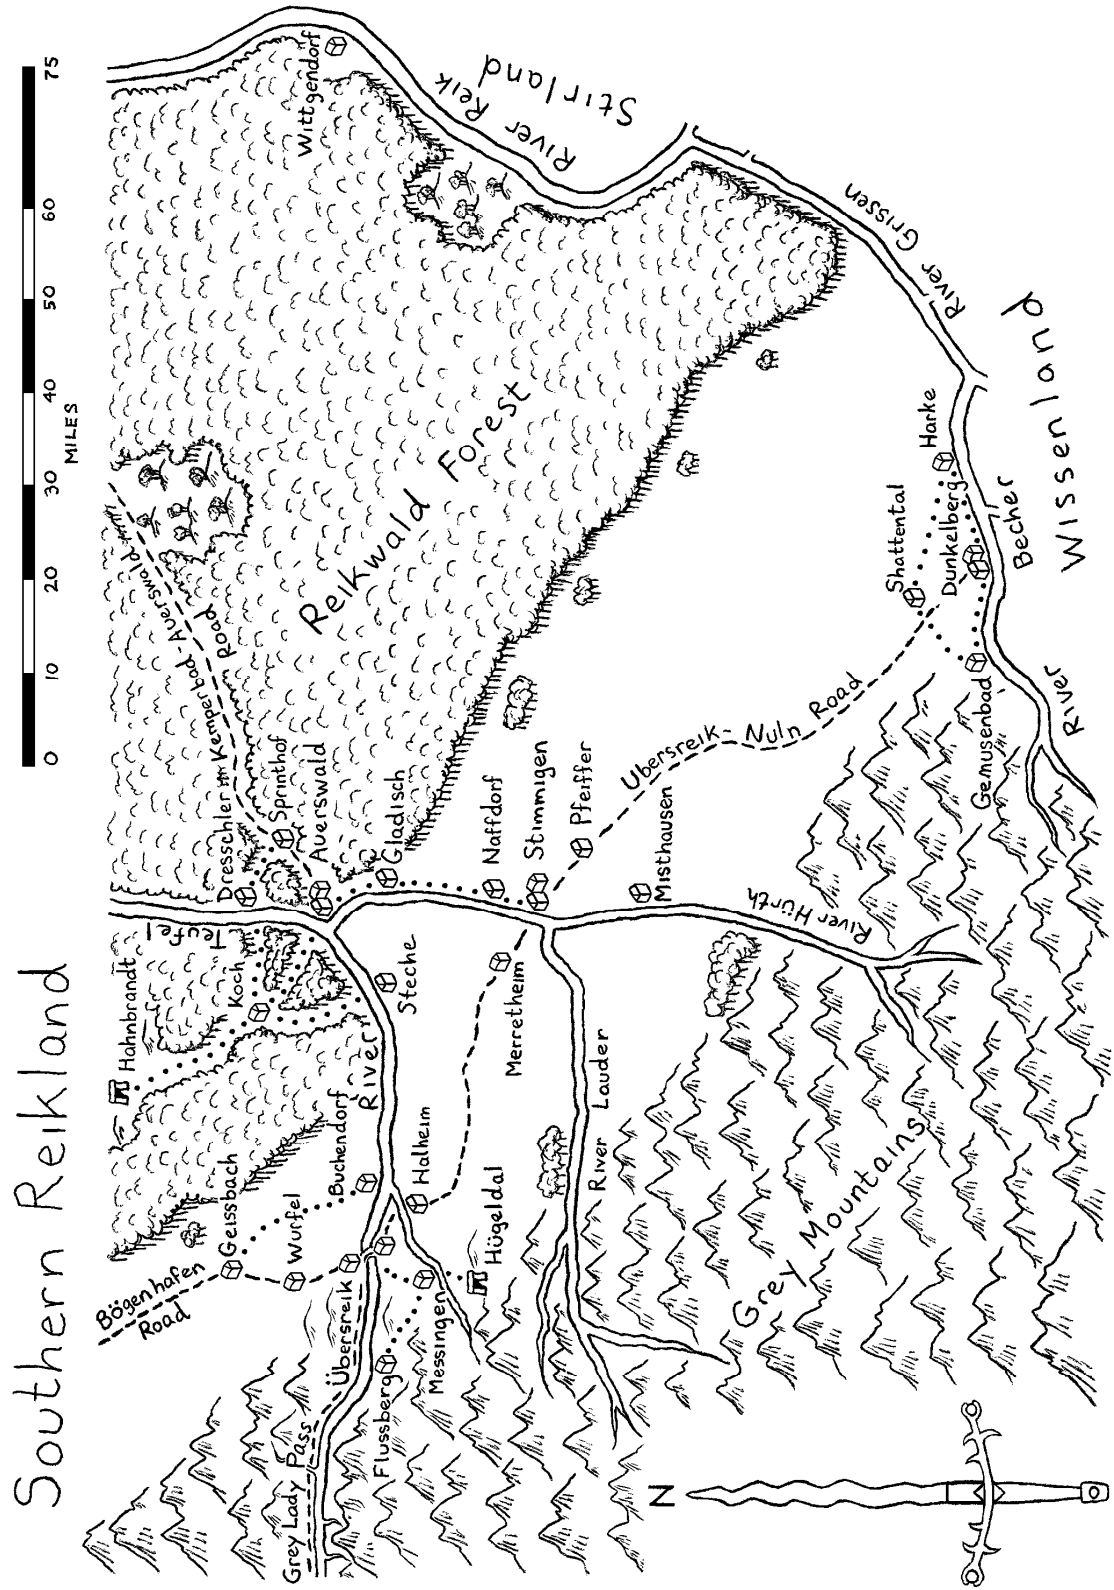 Southern Reikland
0 10 20 30 40 50 60 75
MILES
Bögenhafen
Road
Geissbach
Wurfel
Buchendorf
Hahnbrandt
Koch
Teufel
River
Dresschler
im Kemperbad-Auerswald
Road
Sprinthof
Auerswald
Gladisch
Reikwald Forest
Wittgendorf
River Reik
Stirland
Grey Lady Pass
Übersreik
Flussberg
Messingen
Hügeldal
Halheim
Steche
Merretheim
Naffdorf
Stimmigen
Pfeiffer
Misthausen
Übersreik-Nuln Road
River Lauder
River Hürth
Grey Mountains
Shattental
Dunkelberg
Harke
Gemusenbad
River Grissen
River Becher
Wissenland
N